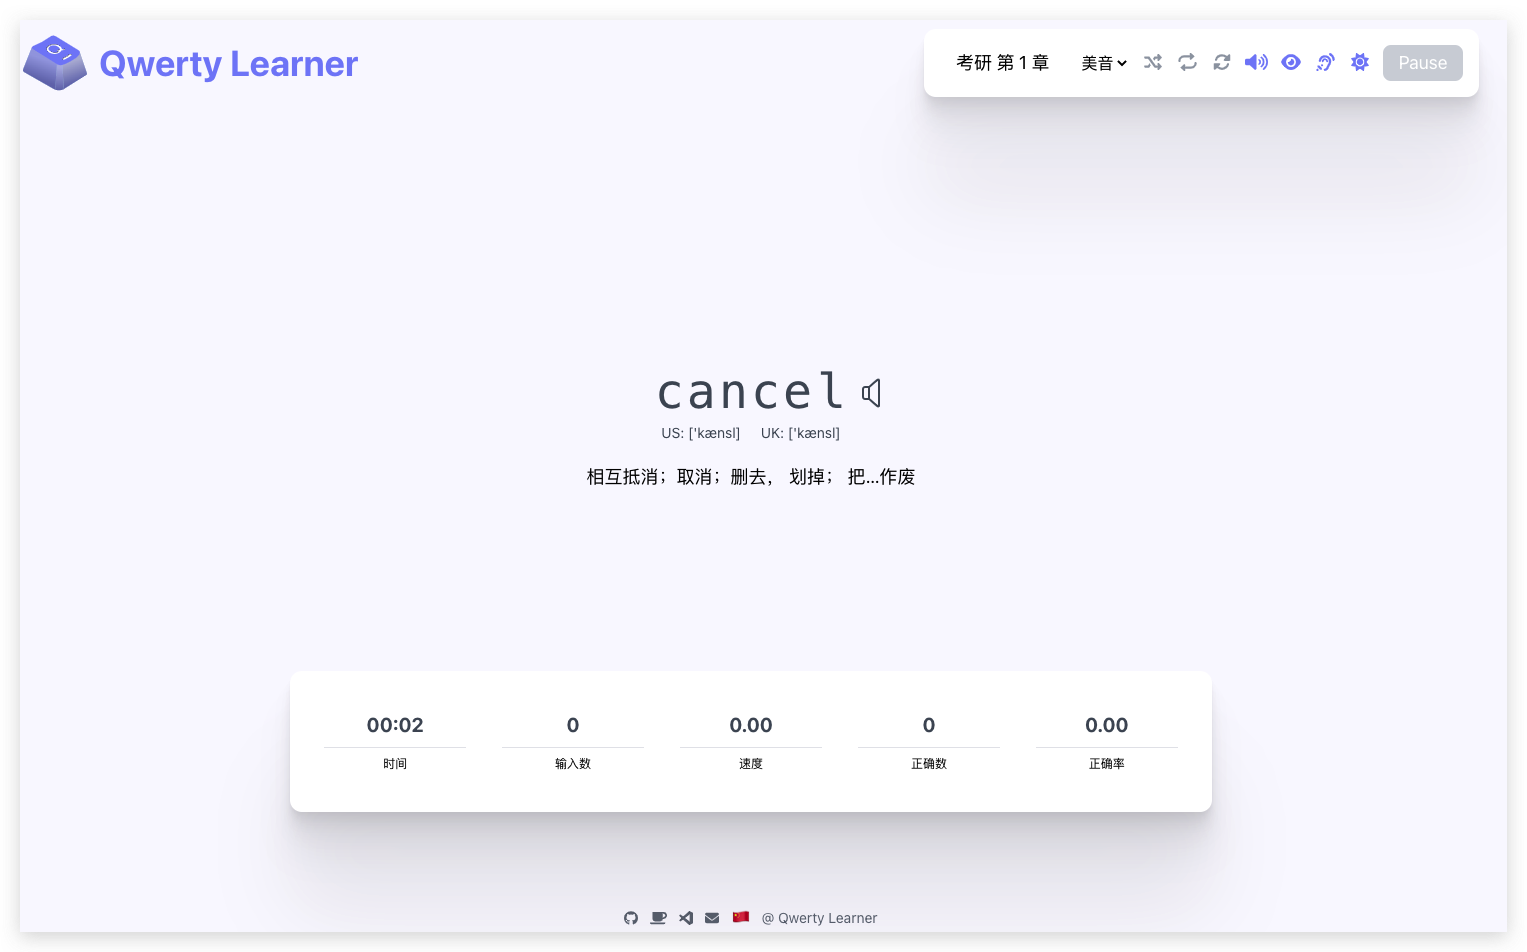 Qwerty Learner
考研 第 1 章 美音 Pause
cancel
US: ['kænsl] UK: ['kænsl]
相互抵消；取消；删去， 划掉； 把...作废
00:02 0 0.00 0 0.00
时间 输入数 速度 正确数 正确率
@ Qwerty Learner